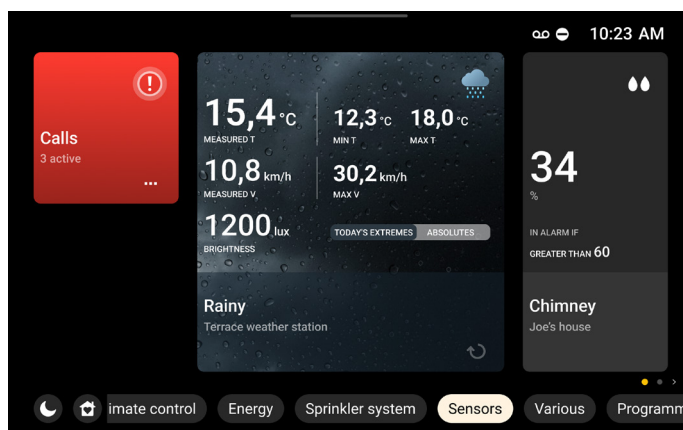 10:23 AM
Calls
3 active
...
15,4 °C
MEASURED T
12,3 °C
MIN T
18,0 °C
MAX T
10,8 km/h
MEASURED V
30,2 km/h
MAX V
1200 lux
BRIGHTNESS
TODAY'S EXTREMES ABSOLUTES
Rainy
Terrace weather station
34
%
IN ALARM IF
GREATER THAN 60
Chimney
Joe's house
imate control Energy Sprinkler system Sensors Various Programm